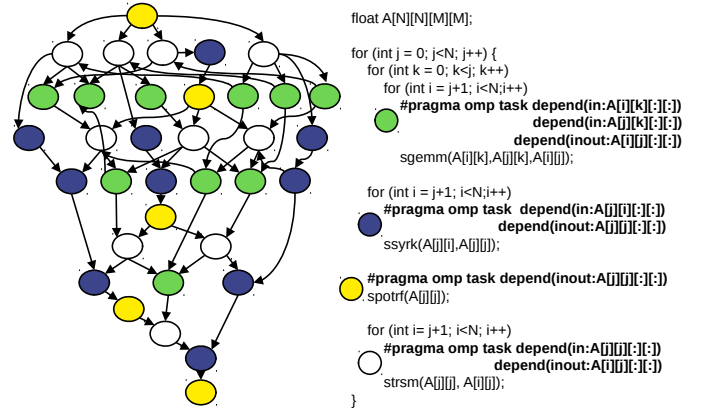 float A[N][N][M][M];
for (int j = 0; j<N; j++) {
for (int k = 0; k<j; k++)
for (int i = j+1; i<N;i++)
#pragma omp task depend(in:A[i][k][:][:])
depend(in:A[j][k][:][:])
depend(inout:A[i][j][:][:])
sgemm(A[i][k],A[j][k],A[i][j]);
for (int i = j+1; i<N;i++)
#pragma omp task  depend(in:A[j][i][:][:])
depend(inout:A[j][j][:][:])
ssyrk(A[j][i],A[j][j]);
#pragma omp task depend(inout:A[j][j][:][:])
spotrf(A[j][j]);
for (int i= j+1; i<N; i++)
#pragma omp task depend(in:A[j][j][:][:])
depend(inout:A[i][j][:][:])
strsm(A[j][j], A[i][j]);
}